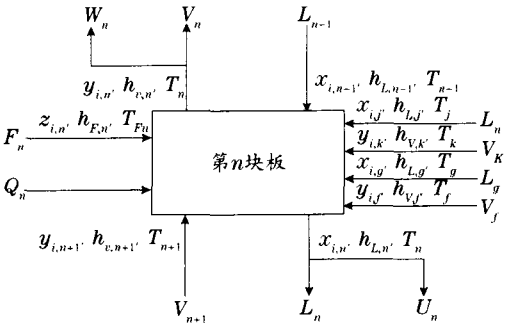 W_n V_n L_{n-1}
y_{i,n'} h_{v,n'} T_n
x_{i,n-1'} h_{L,n-1'} T_{n-1}
z_{i,n'} h_{F,n'} T_{Fn}
F_n
x_{i,j'} h_{L,j'} T_j
L_n
y_{i,k'} h_{V,k'} T_k
V_K
第n块板
x_{i,g'} h_{L,g'} T_g
L_g
Q_n
y_{i,f'} h_{V,f'} T_f
V_f
y_{i,n+1'} h_{v,n+1'} T_{n+1}
x_{i,n'} h_{L,n'} T_n
V_{n+1} L_n U_n